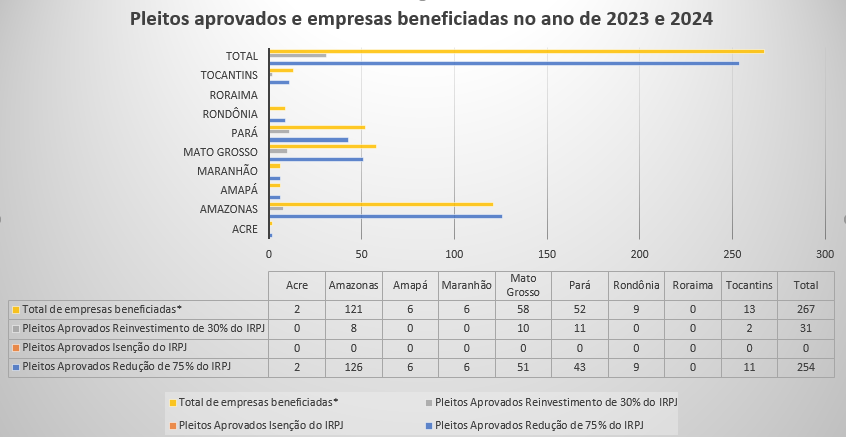 Pleitos aprovados e empresas beneficiadas no ano de 2023 e 2024
TOTAL
TOCANTINS
RORAIMA
RONDÔNIA
PARÁ
MATO GROSSO
MARANHÃO
AMAPÁ
AMAZONAS
ACRE
0 50 100 150 200 250 300
Acre Amazonas Amapá Maranhão Mato Grosso Pará Rondônia Roraima Tocantins Total
Total de empresas beneficiadas* 2 121 6 6 58 52 9 0 13 267
Pleitos Aprovados Reinvestimento de 30% do IRPJ 0 8 0 0 10 11 0 0 2 31
Pleitos Aprovados Isenção do IRPJ 0 0 0 0 0 0 0 0 0 0
Pleitos Aprovados Redução de 75% do IRPJ 2 126 6 6 51 43 9 0 11 254
Total de empresas beneficiadas* Pleitos Aprovados Reinvestimento de 30% do IRPJ
Pleitos Aprovados Isenção do IRPJ Pleitos Aprovados Redução de 75% do IRPJ